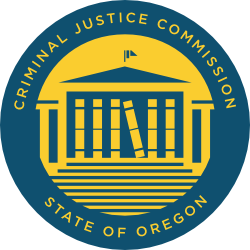 CRIMINAL JUSTICE COMMISSION
STATE OF OREGON